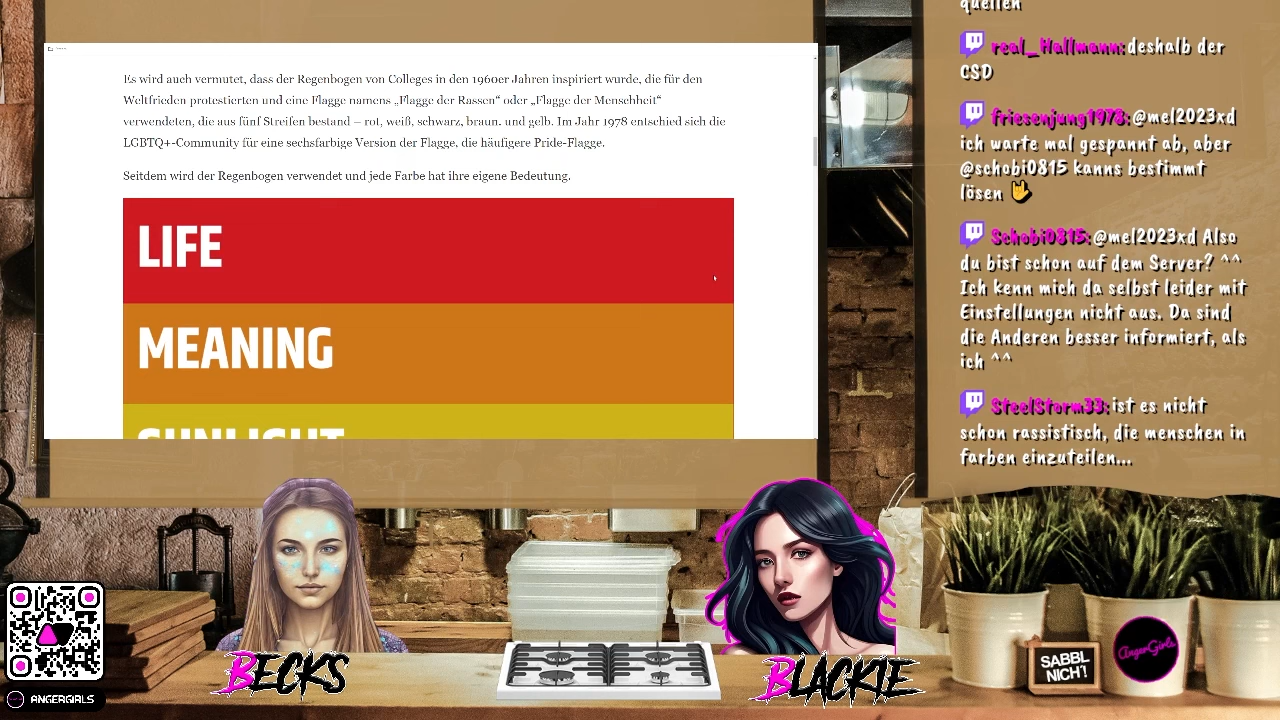 Es wird auch vermutet, dass der Regenbogen von Colleges in den 1960er Jahren inspiriert wurde, die für den
Weltfrieden protestierten und eine Flagge namens „Flagge der Rassen“ oder „Flagge der Menschheit“
verwendeten, die aus fünf Streifen bestand – rot, weiß, schwarz, braun, und gelb. Im Jahr 1978 entschied sich die
LGBTQ+-Community für eine sechsfarbige Version der Flagge, die häufigere Pride-Flagge.
Seitdem wird ein Regenbogen verwendet und jede Farbe hat ihre eigene Bedeutung.
LIFE
MEANING
SUNLIGHT
quellen
real_Hallmann: deshalb der
CSD
friesenjung1978: @mel2023xd
ich warte mal gespannt ab, aber
@schobi0815 kanns bestimmt
lösen 🤘
Schobi0815: @mel2023xd Also
du bist schon auf dem Server? ^^
Ich kenn mich da selbst leider mit
Einstellungen nicht aus. Da sind
die Anderen besser informiert, als
ich ^^
SteelStorm33: ist es nicht
schon rassistisch, die menschen in
farben einzuteilen...
BECKS
BLACKIE
SABBL
NICH'!
AngerGirls
ANGERGIRLS